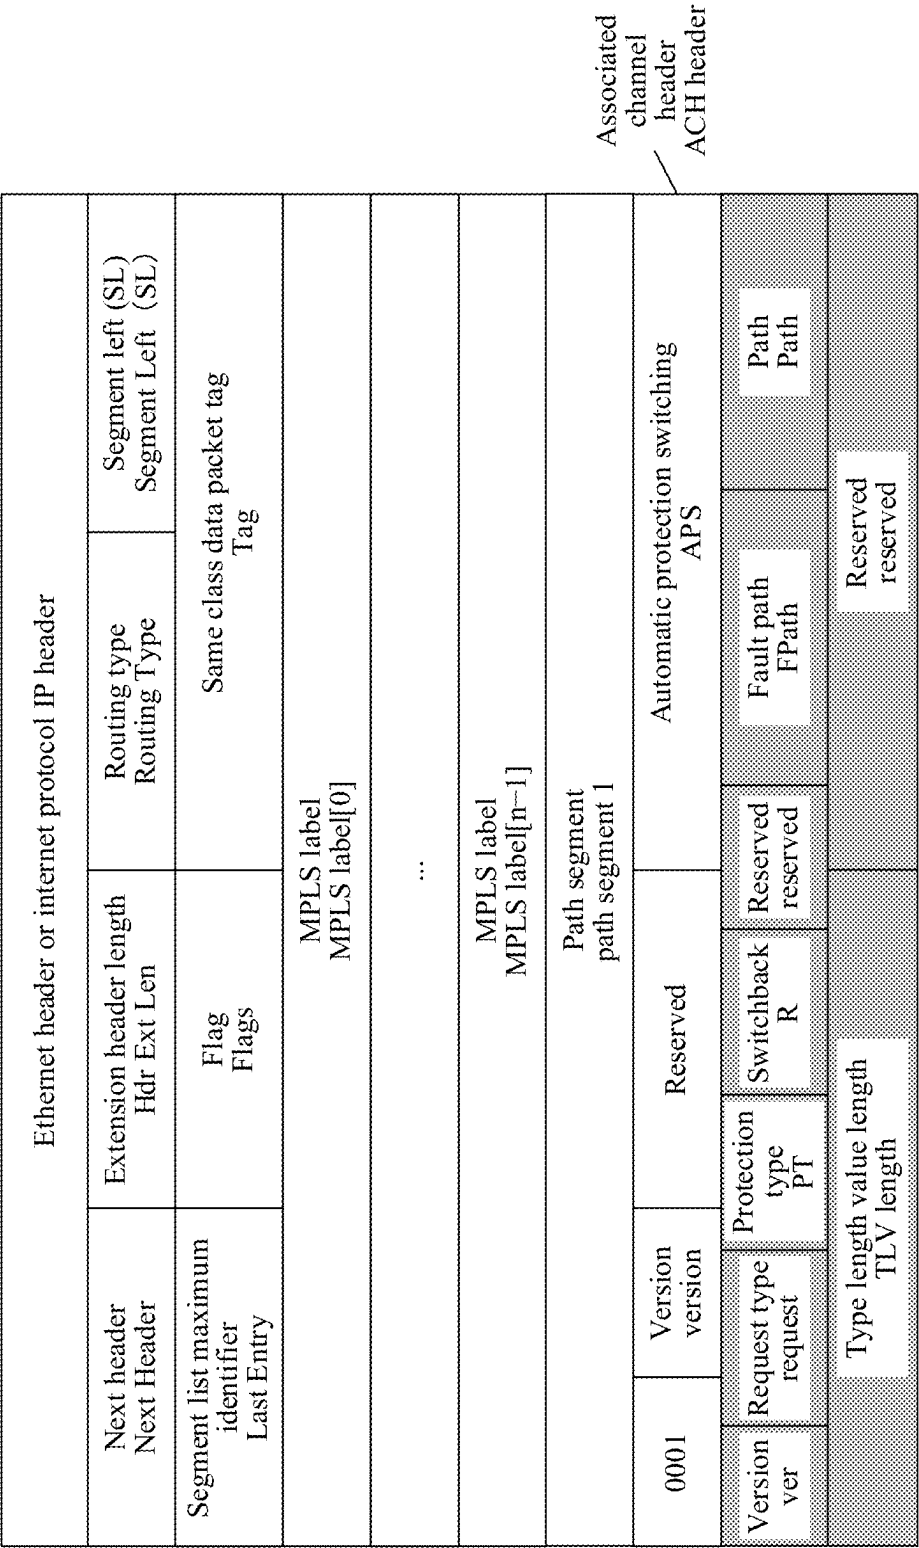 Ethernet header or internet protocol IP header
Next header
Next Header
Extension header length
Hdr Ext Len
Routing type
Routing Type
Segment left (SL)
Segment Left (SL)
Segment list maximum
identifier
Last Entry
Flag
Flags
Same class data packet tag
Tag
MPLS label
MPLS label[0]
...
MPLS label
MPLS label[n−1]
Path segment
path segment 1
0001
Version
version
Reserved
Automatic protection switching
APS
Associated
channel
header
ACH header
Version
ver
Request type
request
Protection
type
PT
Switchback
R
Reserved
reserved
Fault path
FPath
Path
Path
Type length value length
TLV length
Reserved
reserved